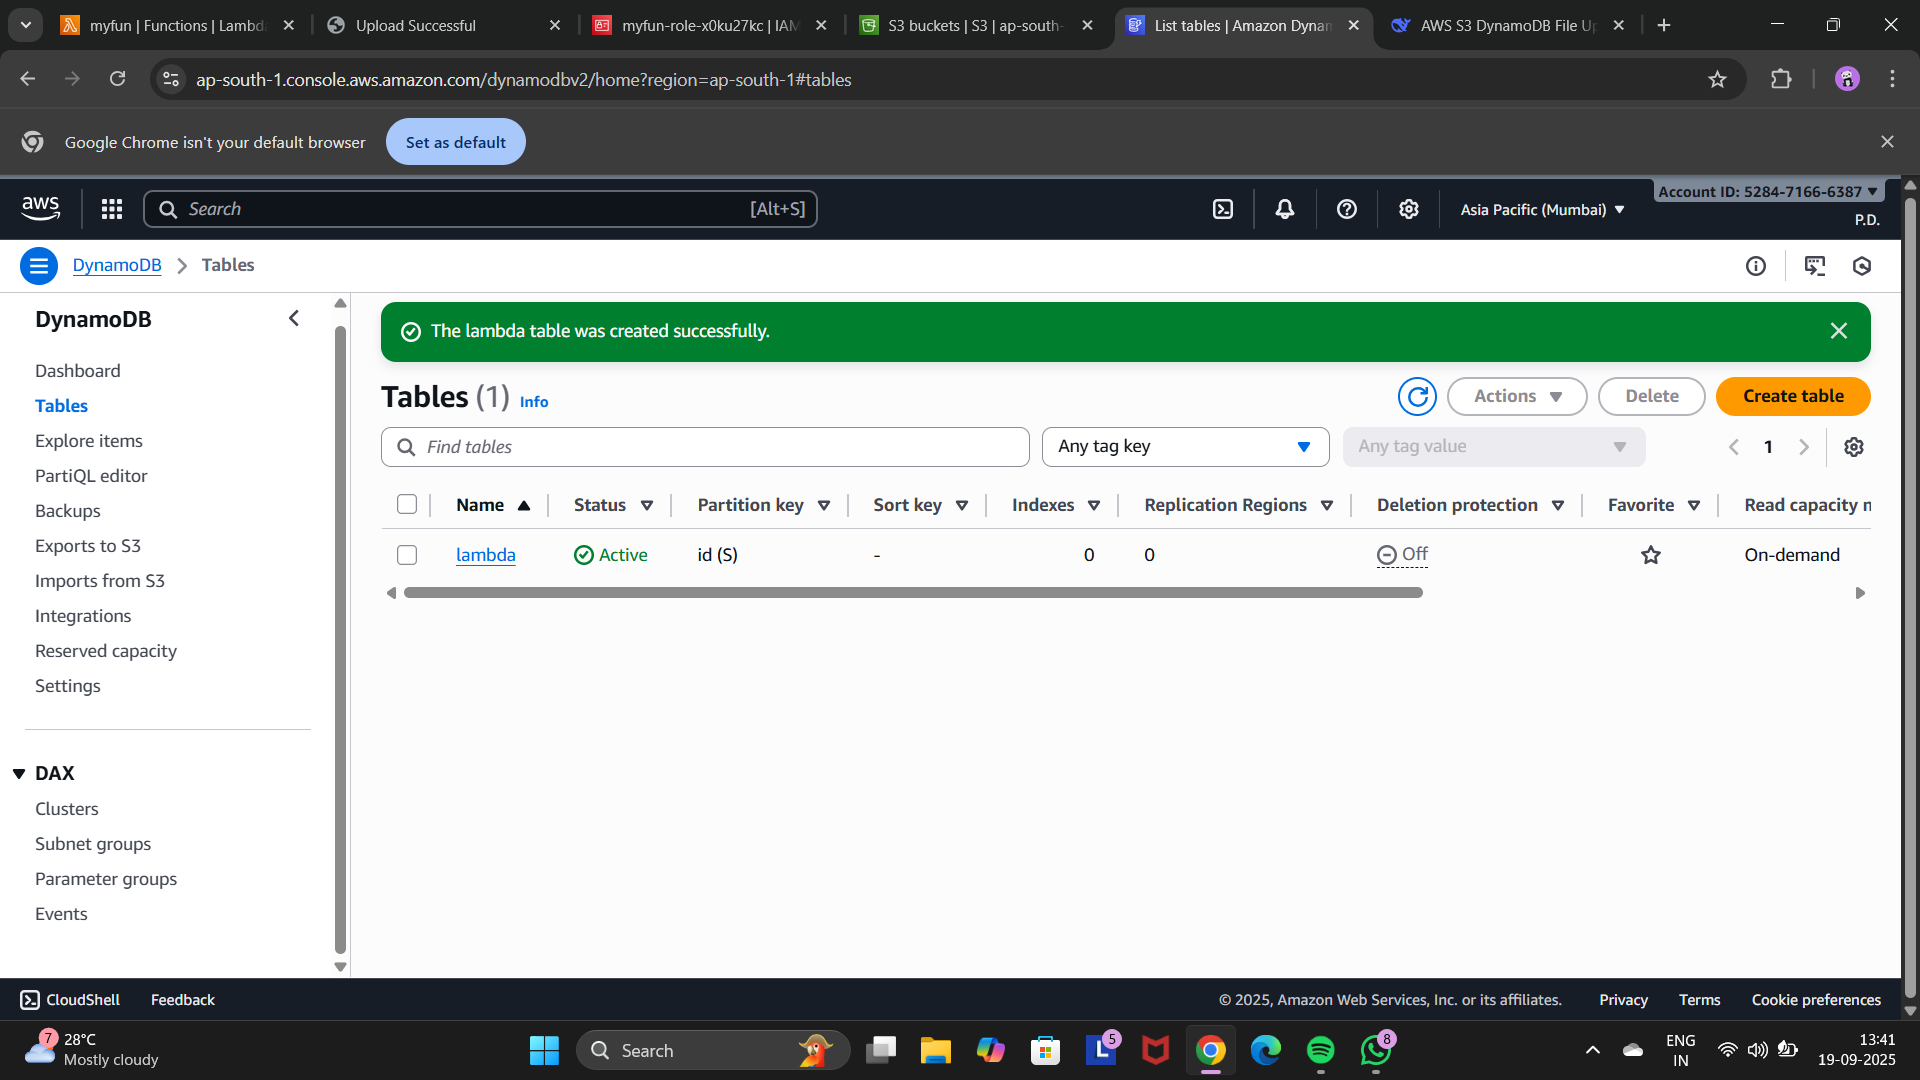 myfun | Functions | Lambd
Upload Successful
myfun-role-x0ku27kc | IAM
S3 buckets | S3 | ap-south-
List tables | Amazon Dynam
AWS S3 DynamoDB File Up
ap-south-1.console.aws.amazon.com/dynamodbv2/home?region=ap-south-1#tables
Google Chrome isn't your default browser
Set as default
aws
Search
[Alt+S]
Asia Pacific (Mumbai)
Account ID: 5284-7166-6387
P.D.
DynamoDB
Tables
DynamoDB
Dashboard
Tables
Explore items
PartiQL editor
Backups
Exports to S3
Imports from S3
Integrations
Reserved capacity
Settings
DAX
Clusters
Subnet groups
Parameter groups
Events
The lambda table was created successfully.
Tables (1) Info
Actions
Delete
Create table
Find tables
Any tag key
Any tag value
1
Name Status Partition key Sort key Indexes Replication Regions Deletion protection Favorite Read capacity m
lambda Active id (S) - 0 0 Off On-demand
CloudShell Feedback © 2025, Amazon Web Services, Inc. or its affiliates. Privacy Terms Cookie preferences
7
28°C
Mostly cloudy
Search
L
5
8
ENG
IN
13:41
19-09-2025